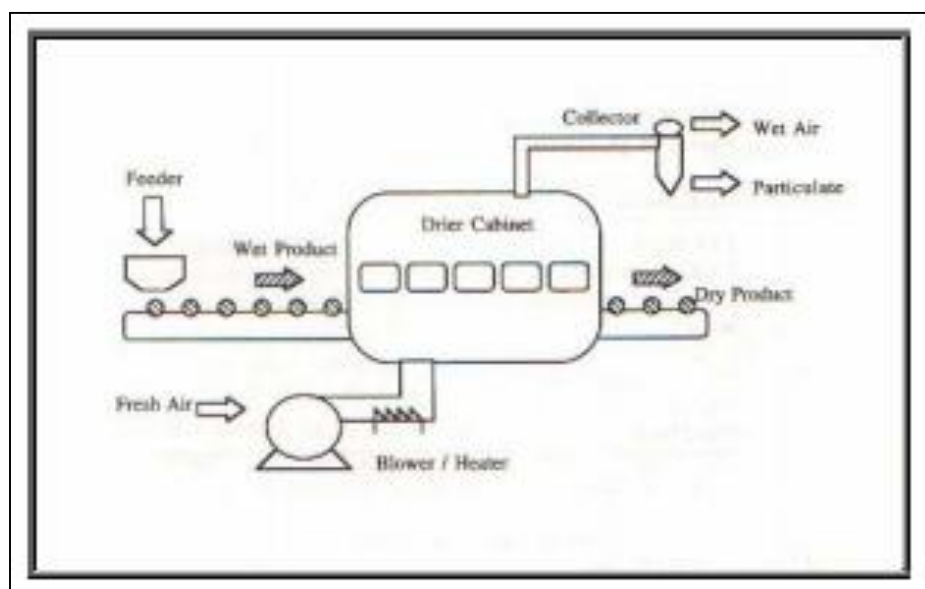 Collector
Wet Air
Feeder
Particulate
Drier Cabinet
Wet Product
Dry Product
Fresh Air
Blower / Heater